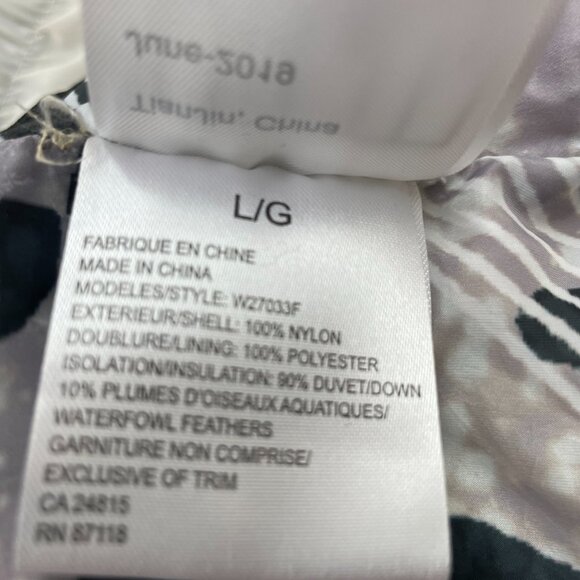 June-2019
Tianjin, China
L/G
FABRIQUE EN CHINE
MADE IN CHINA
MODELES/STYLE: W27033F
EXTERIEUR/SHELL: 100% NYLON
DOUBLURE/LINING: 100% POLYESTER
ISOLATION/INSULATION: 90% DUVET/DOWN
10% PLUMES D'OISEAUX AQUATIQUES/
WATERFOWL FEATHERS
GARNITURE NON COMPRISE/
EXCLUSIVE OF TRIM
CA 24815
RN 87118